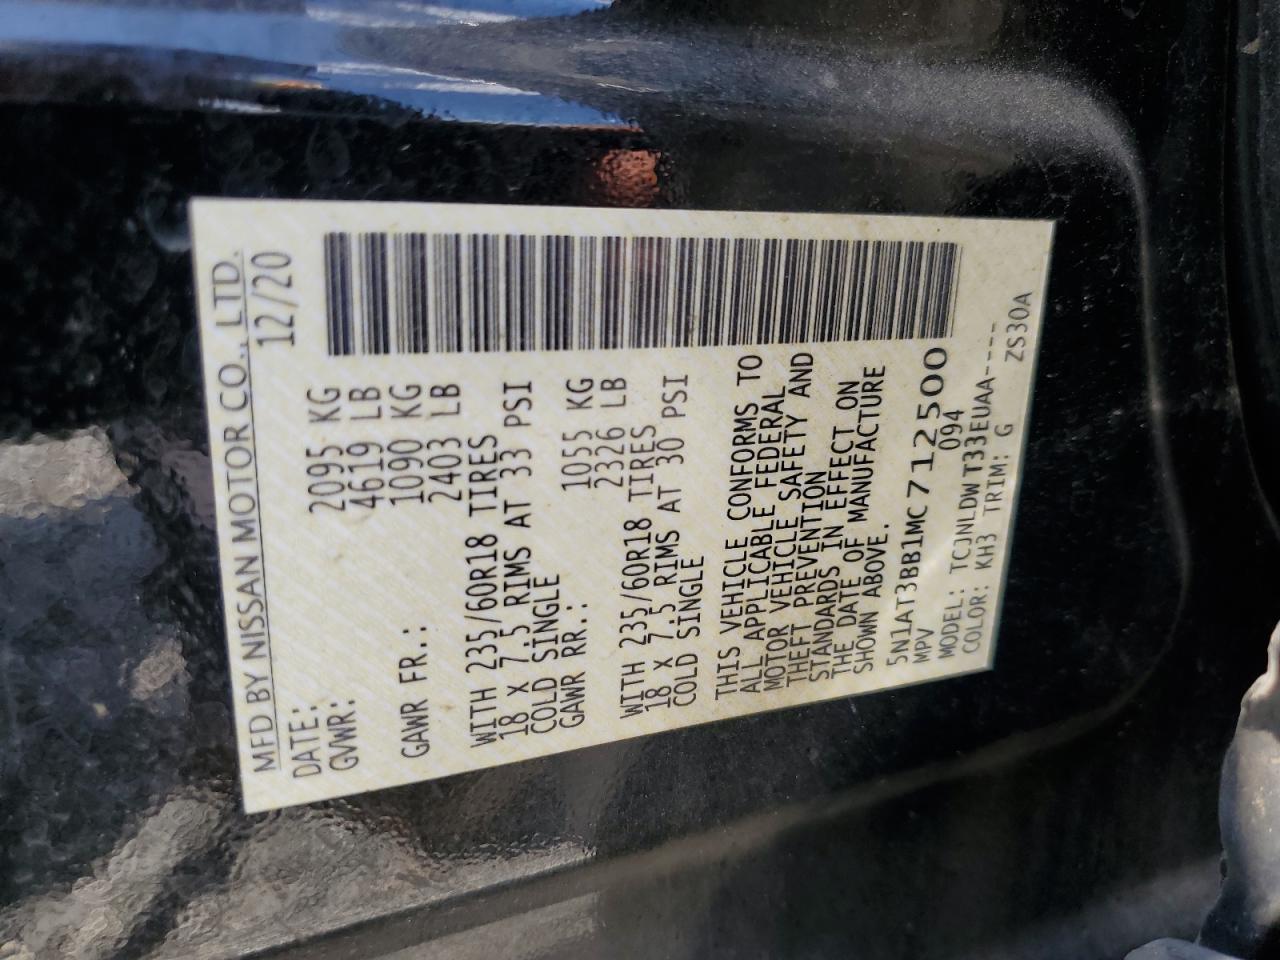 MFD BY NISSAN MOTOR CO., LTD.
DATE: 12/20
GVWR: 2095 KG
4619 LB
GAWR FR.: 1090 KG
2403 LB
WITH 235/60R18 TIRES
18 X 7.5 RIMS AT 33 PSI
COLD SINGLE
GAWR RR.: 1055 KG
2326 LB
WITH 235/60R18 TIRES
18 X 7.5 RIMS AT 30 PSI
COLD SINGLE
THIS VEHICLE CONFORMS TO
ALL APPLICABLE FEDERAL
MOTOR VEHICLE SAFETY AND
THEFT PREVENTION
STANDARDS IN EFFECT ON
THE DATE OF MANUFACTURE
SHOWN ABOVE.
5N1AT3BB1MC712500
MPV 094
MODEL: TCJNLDWT33EUAA----
COLOR: KH3 TRIM: G ZS30A